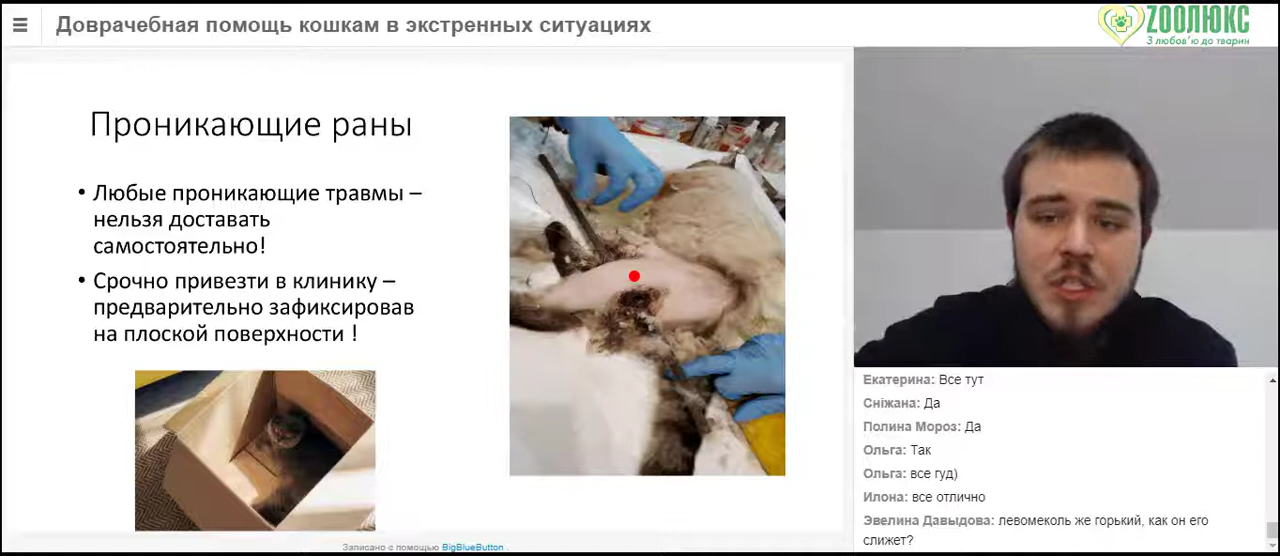 Доврачебная помощь кошкам в экстренных ситуациях
ZOOЛЮКС
З любов'ю до тварин
Проникающие раны
• Любые проникающие травмы –
нельзя доставать
самостоятельно!
• Срочно привезти в клинику –
предварительно зафиксировав
на плоской поверхности !
Екатерина: Все тут
Сніжана: Да
Полина Мороз: Да
Ольга: Так
Ольга: все гуд)
Илона: все отлично
Эвелина Давыдова: левомеколь же горький, как он его
слижет?
Записано с помощью BigBlueButton .